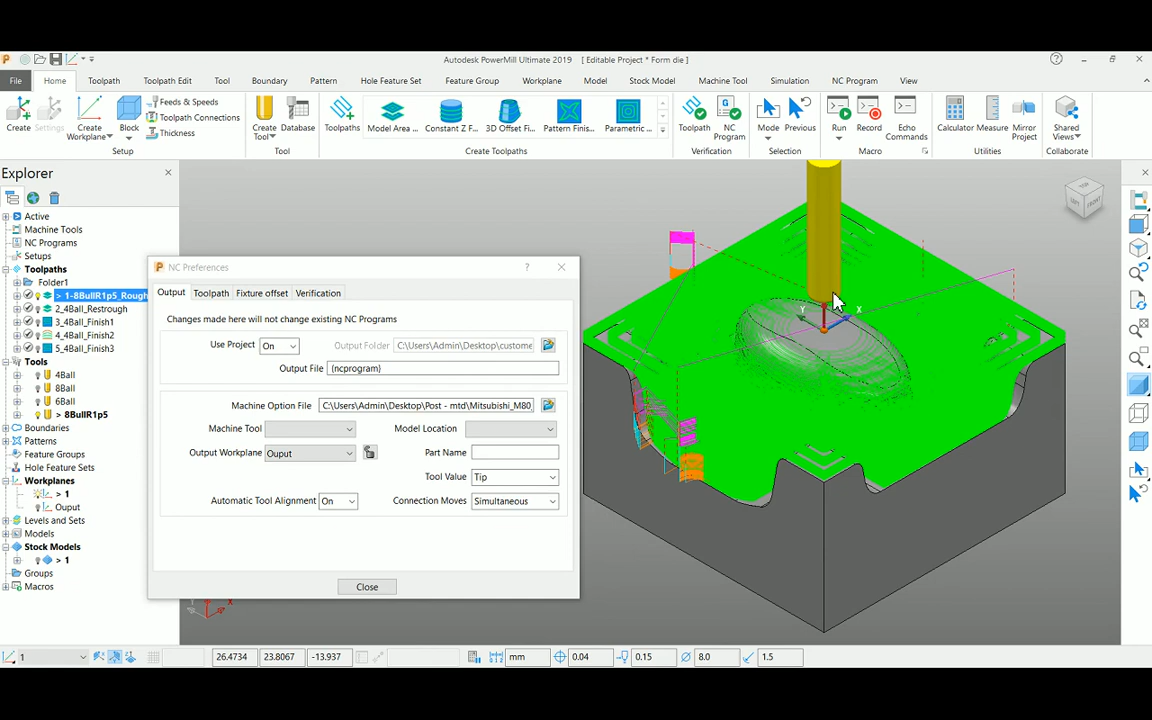 Autodesk PowerMill Ultimate 2019 [ Editable Project * Form die ]
File Home Toolpath Toolpath Edit Tool Boundary Pattern Hole Feature Set Feature Group Workplane Model Stock Model Machine Tool Simulation NC Program View
Create
Settings
Create
Workplane
Block
Feeds & Speeds
Toolpath Connections
Thickness
Create
Tool
Database
Toolpaths
Model Area ...
Constant Z F...
3D Offset Fi...
Pattern Finis...
Parametric ...
Toolpath
NC
Program
Mode
Previous
Run
Record
Echo
Commands
Calculator
Measure
Mirror
Project
Shared
Views
Setup Tool Create Toolpaths Verification Selection Macro Utilities Collaborate
Explorer
Active
Machine Tools
NC Programs
Setups
Toolpaths
Folder1
> 1-8BullR1p5_Rough
2_4Ball_Restrough
3_4Ball_Finish1
4_4Ball_Finish2
5_4Ball_Finish3
Tools
4Ball
8Ball
6Ball
> 8BullR1p5
Boundaries
Patterns
Feature Groups
Hole Feature Sets
Workplanes
> 1
Ouput
Levels and Sets
Models
Stock Models
> 1
Groups
Macros
NC Preferences
Output Toolpath Fixture offset Verification
Changes made here will not change existing NC Programs
Use Project On Output Folder C:\Users\Admin\Desktop\custome
Output File {ncprogram}
Machine Option File C:\Users\Admin\Desktop\Post - mtd\Mitsubishi_M80_
Machine Tool Model Location
Output Workplane Ouput Part Name
Tool Value Tip
Automatic Tool Alignment On Connection Moves Simultaneous
Close
Y X
LEFT FRONT
X
1 26.4734 23.8067 -13.937 mm 0.04 0.15 8.0 1.5